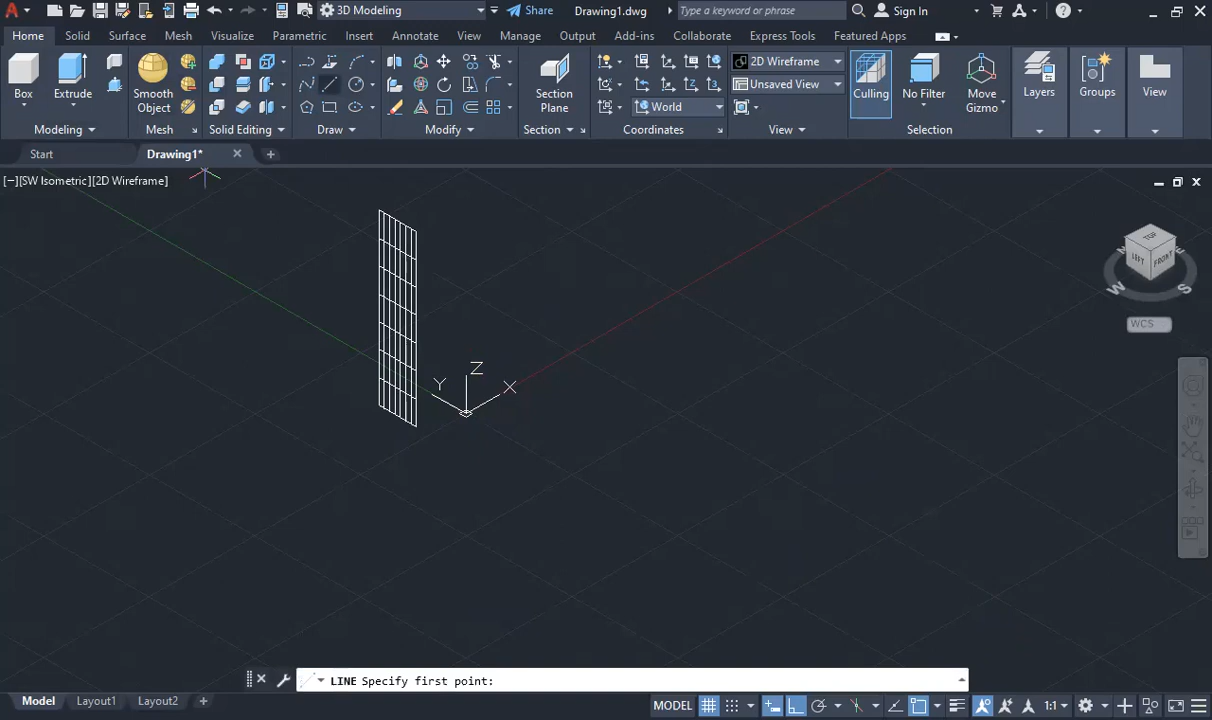 3D Modeling
Share
Drawing1.dwg
Type a keyword or phrase
Sign In
Home
Solid
Surface
Mesh
Visualize
Parametric
Insert
Annotate
View
Manage
Output
Add-ins
Collaborate
Express Tools
Featured Apps
Box
Extrude
Smooth Object
Section Plane
World
2D Wireframe
Unsaved View
Culling
No Filter
Move Gizmo
Layers
Groups
View
Modeling
Mesh
Solid Editing
Draw
Modify
Section
Coordinates
View
Selection
Start
Drawing1*
[−][SW Isometric][2D Wireframe]
TOP
LEFT
FRONT
W
S
WCS
Z
Y
X
LINE Specify first point:
Model
Layout1
Layout2
MODEL
1:1